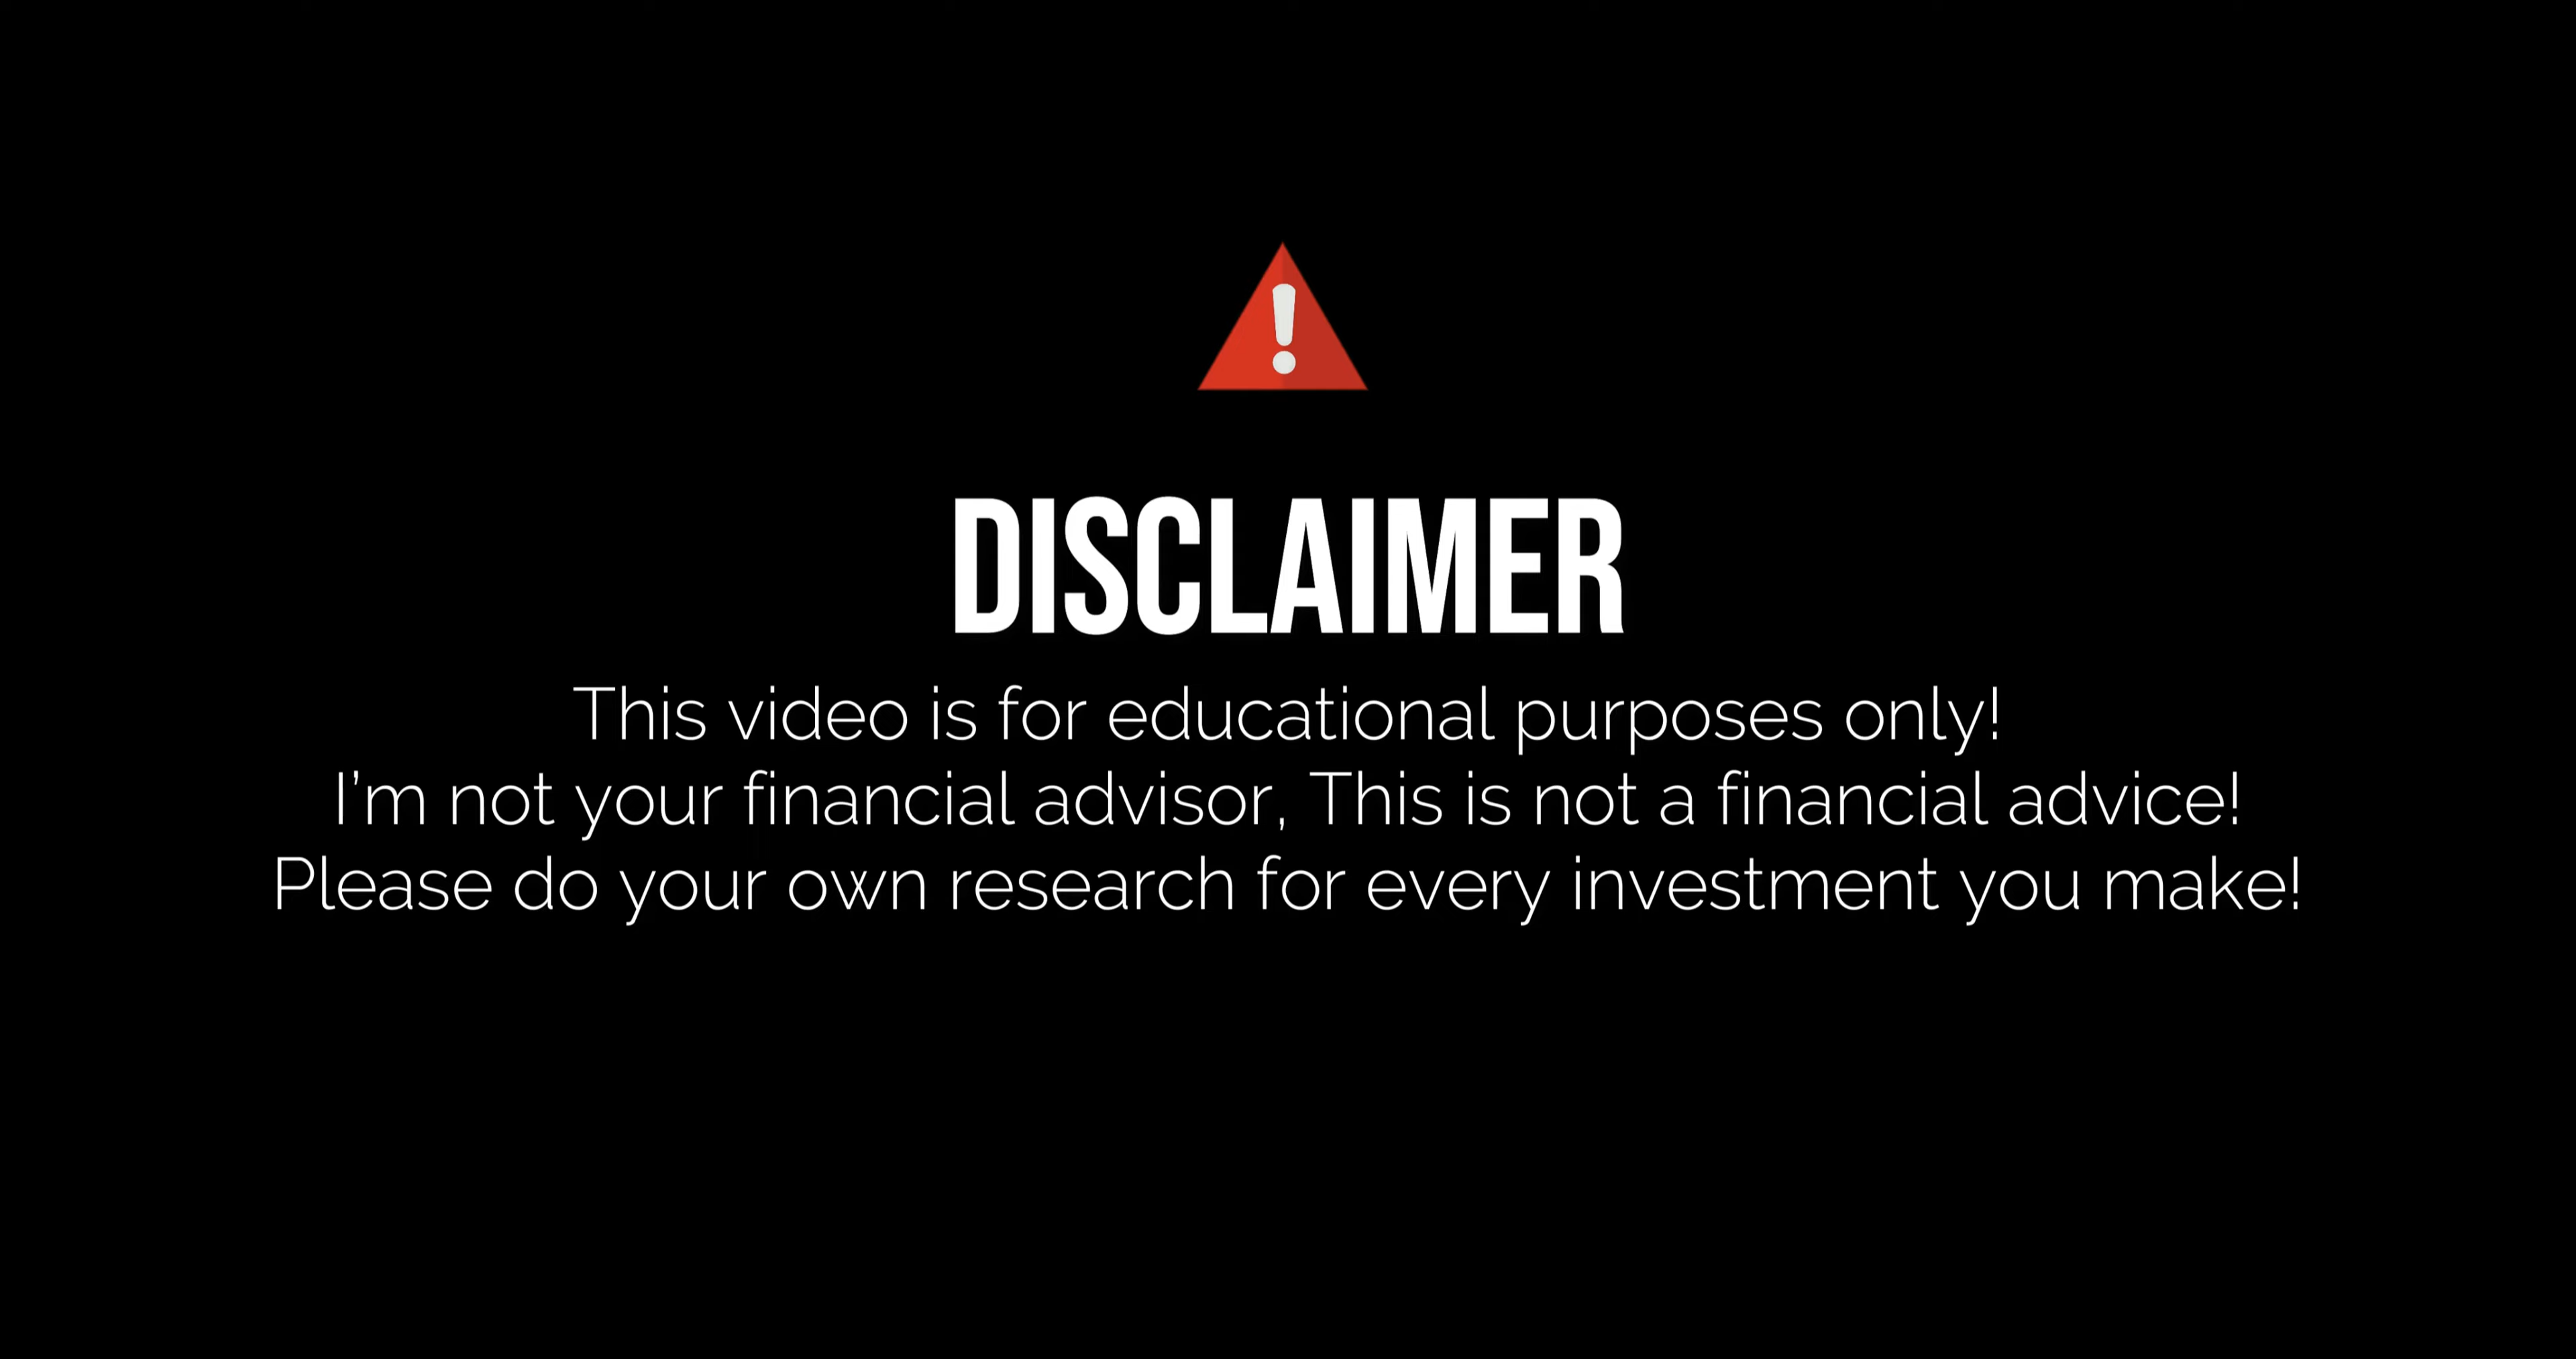 DISCLAIMER
This video is for educational purposes only!
I'm not your financial advisor, This is not a financial advice!
Please do your own research for every investment you make!